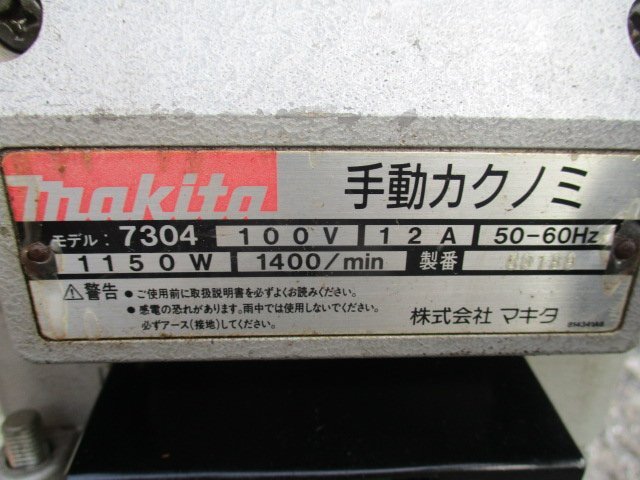 makita 手動カクノミ
モデル: 7304 100V 12A 50-60Hz
1150W 1400/min 製番
⚠警告 ● ご使用前に取扱説明書を必ずよくお読みください。
● 感電の恐れがあります。雨中では使用しないでください。
必ずアース(接地)してください。
株式会社 マキタ